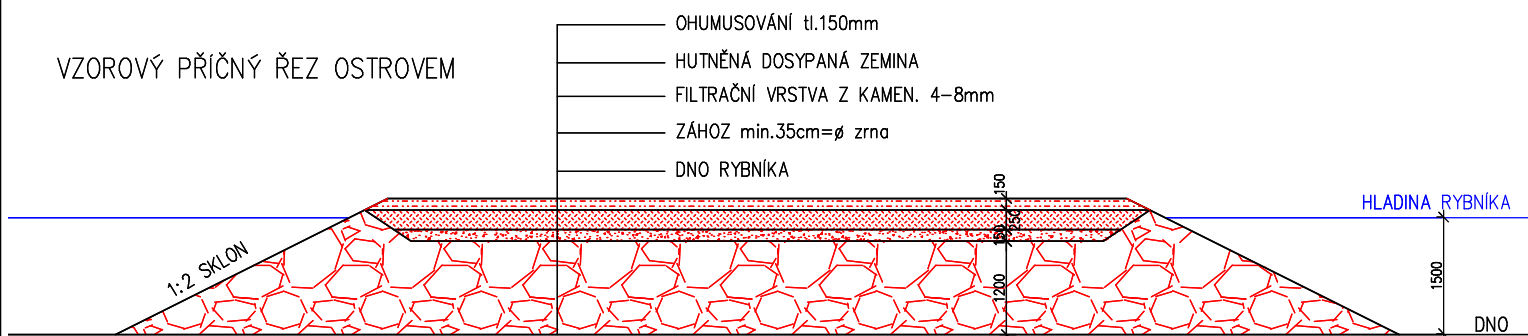 VZOROVÝ PŘÍČNÝ ŘEZ OSTROVEM
OHUMUSOVÁNÍ tl.150mm
HUTNĚNÁ DOSYPANÁ ZEMINA
FILTRAČNÍ VRSTVA Z KAMEN. 4-8mm
ZÁHOZ min.35cm=ø zrna
DNO RYBNÍKA
HLADINA RYBNÍKA
1:2 SKLON
150
250
150
1200
1500
DNO